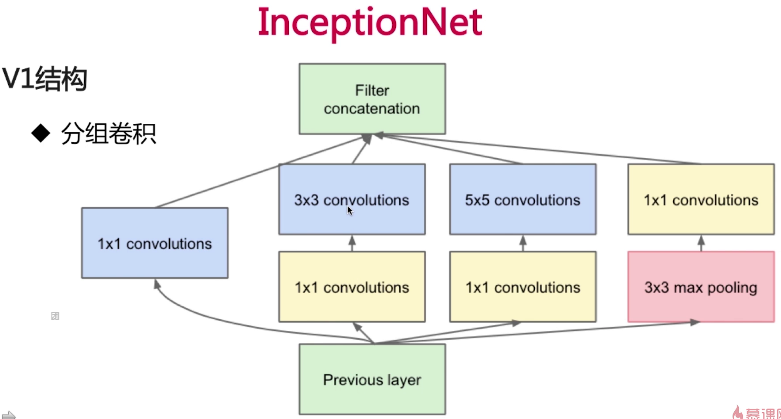 InceptionNet
V1结构
◆ 分组卷积
Filter
concatenation
3x3 convolutions
5x5 convolutions
1x1 convolutions
1x1 convolutions
1x1 convolutions
1x1 convolutions
3x3 max pooling
Previous layer
慕课